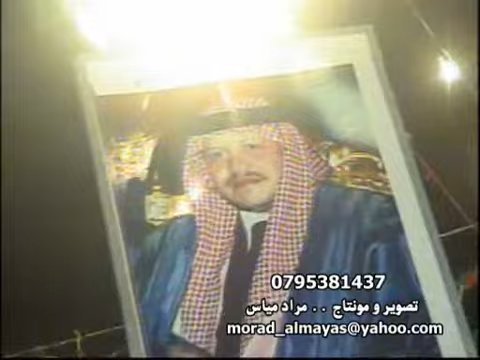 0795381437
تصوير و مونتاج . . مراد مياس
morad_almayas@yahoo.com